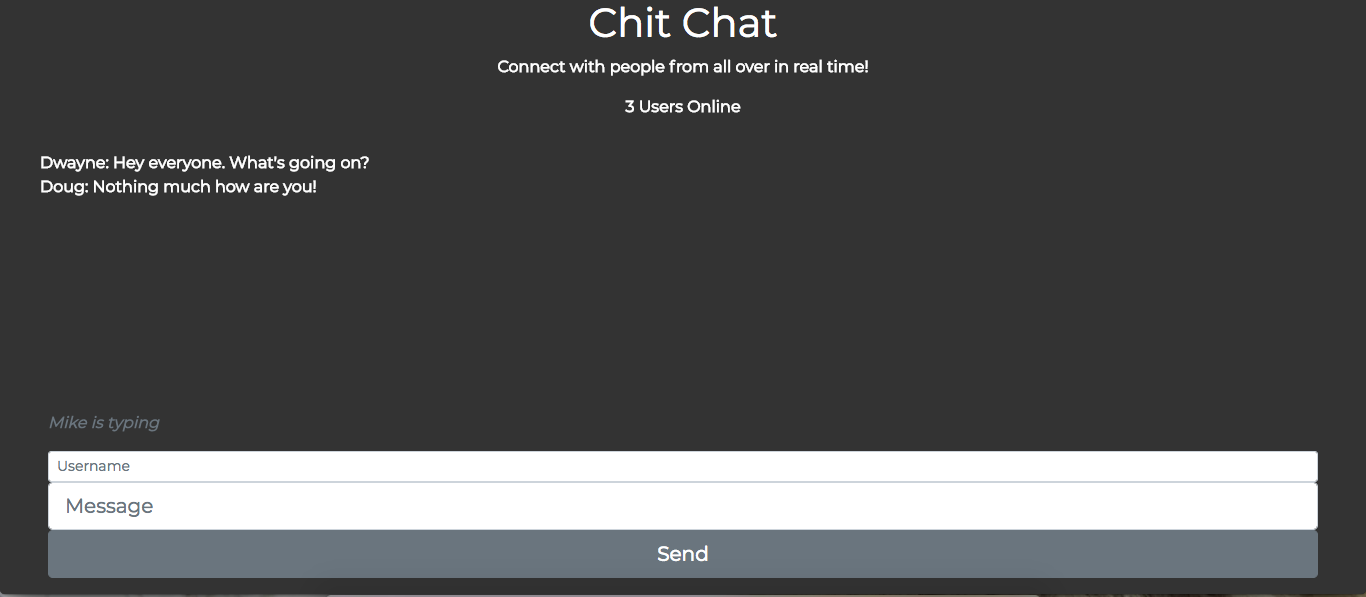 Chit Chat
Connect with people from all over in real time!
3 Users Online
Dwayne: Hey everyone. What's going on?
Doug: Nothing much how are you!
Mike is typing
Username
Message
Send